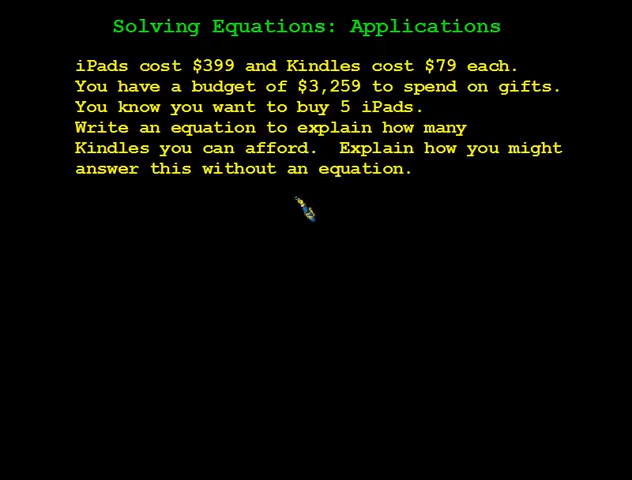 Solving Equations: Applications
iPads cost $399 and Kindles cost $79 each.
You have a budget of $3,259 to spend on gifts.
You know you want to buy 5 iPads.
Write an equation to explain how many
Kindles you can afford.  Explain how you might
answer this without an equation.